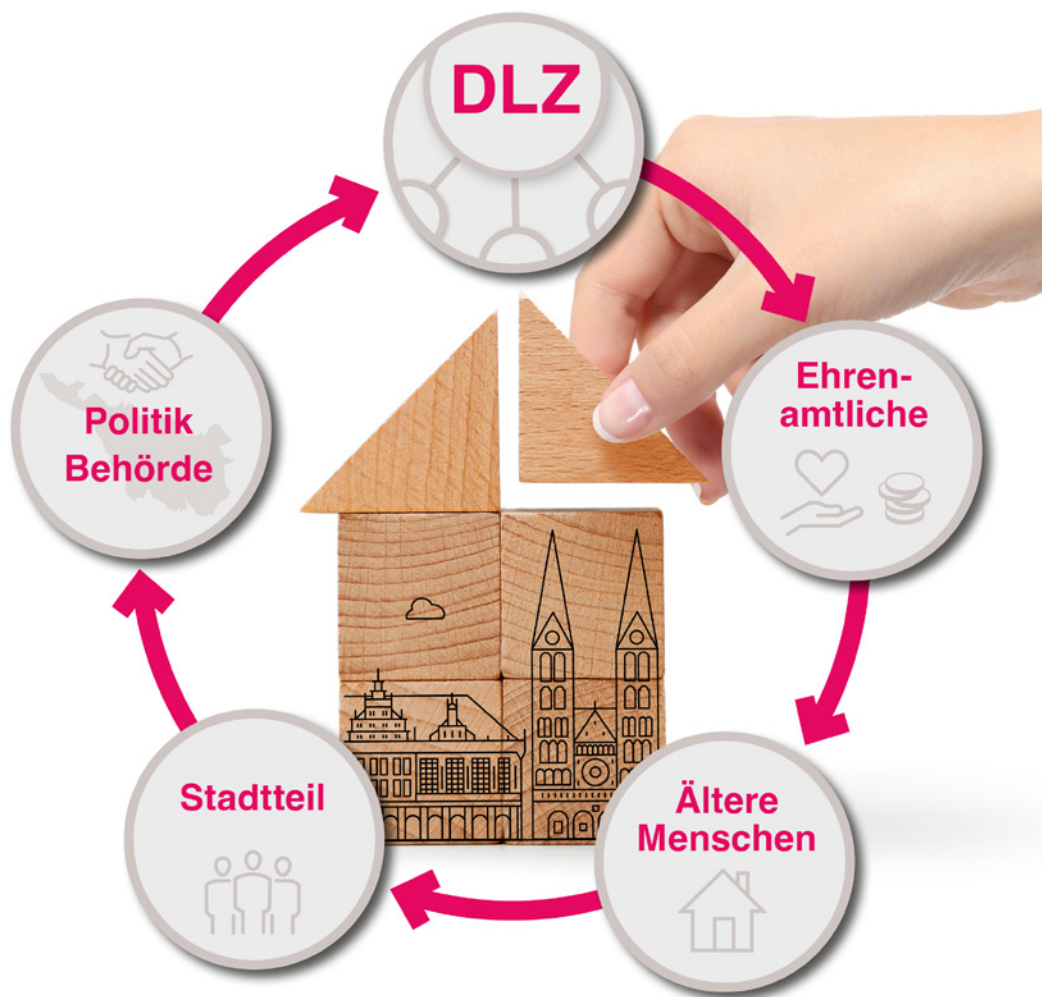 DLZ
Ehren-
amtliche
Ältere
Menschen
Stadtteil
Politik
Behörde